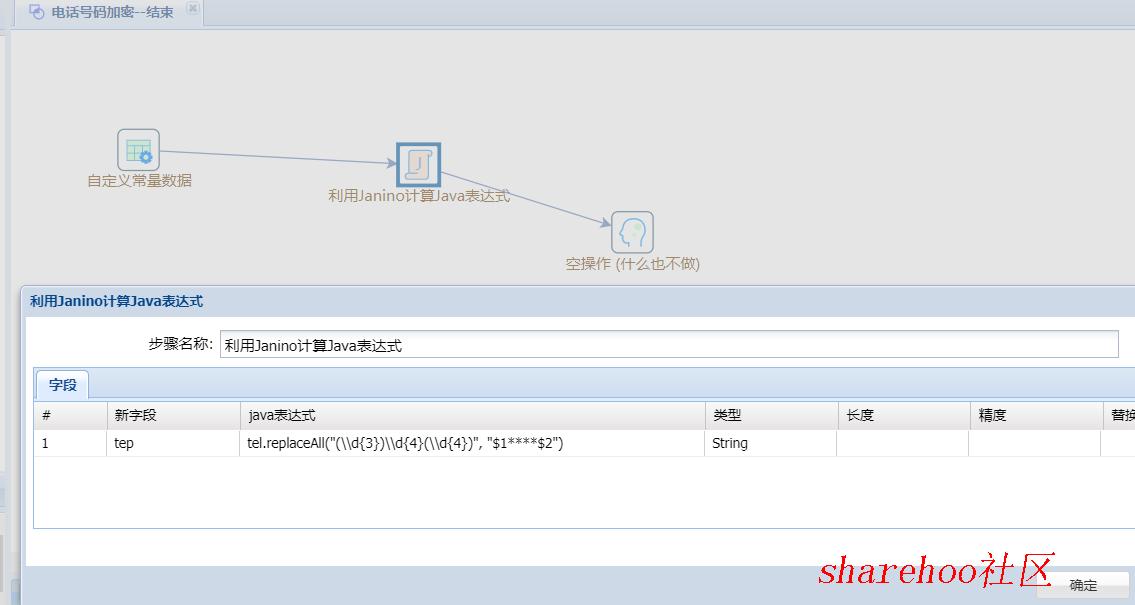 电话号码加密--结束
自定义常量数据
利用Janino计算Java表达式
空操作 (什么也不做)
利用Janino计算Java表达式
步骤名称: 利用Janino计算Java表达式
字段
# 新字段 java表达式 类型 长度 精度 替换
1 tep tel.replaceAll("(\\d{3})\\d{4}(\\d{4})", "$1****$2") String
sharehoo社区
确定